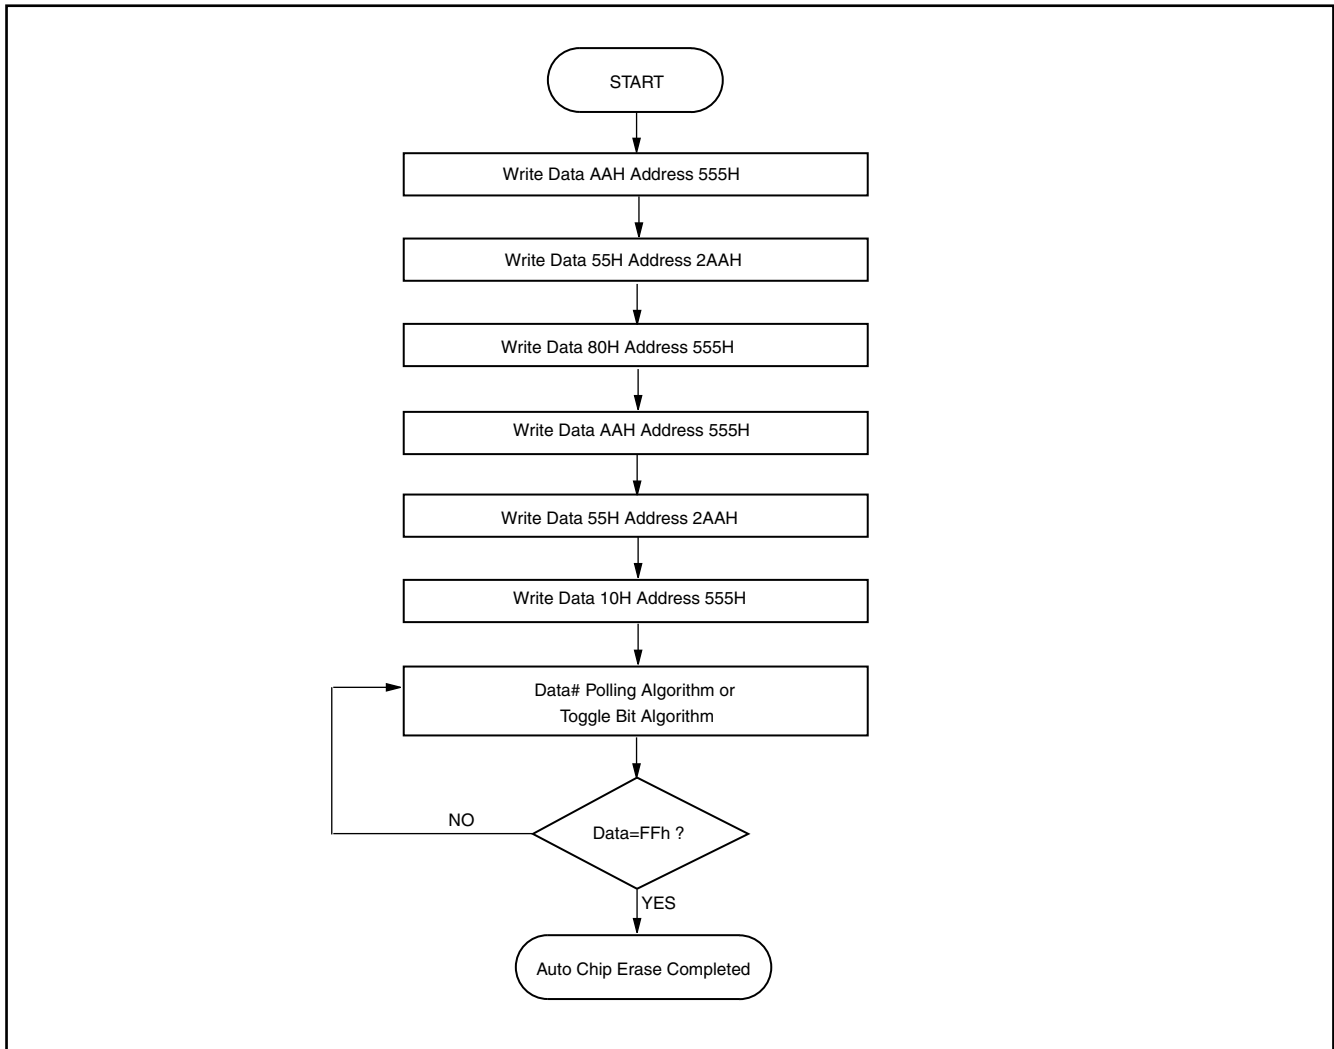 START
Write Data AAH Address 555H
Write Data 55H Address 2AAH
Write Data 80H Address 555H
Write Data AAH Address 555H
Write Data 55H Address 2AAH
Write Data 10H Address 555H
Data# Polling Algorithm or
Toggle Bit Algorithm
NO
Data=FFh ?
YES
Auto Chip Erase Completed